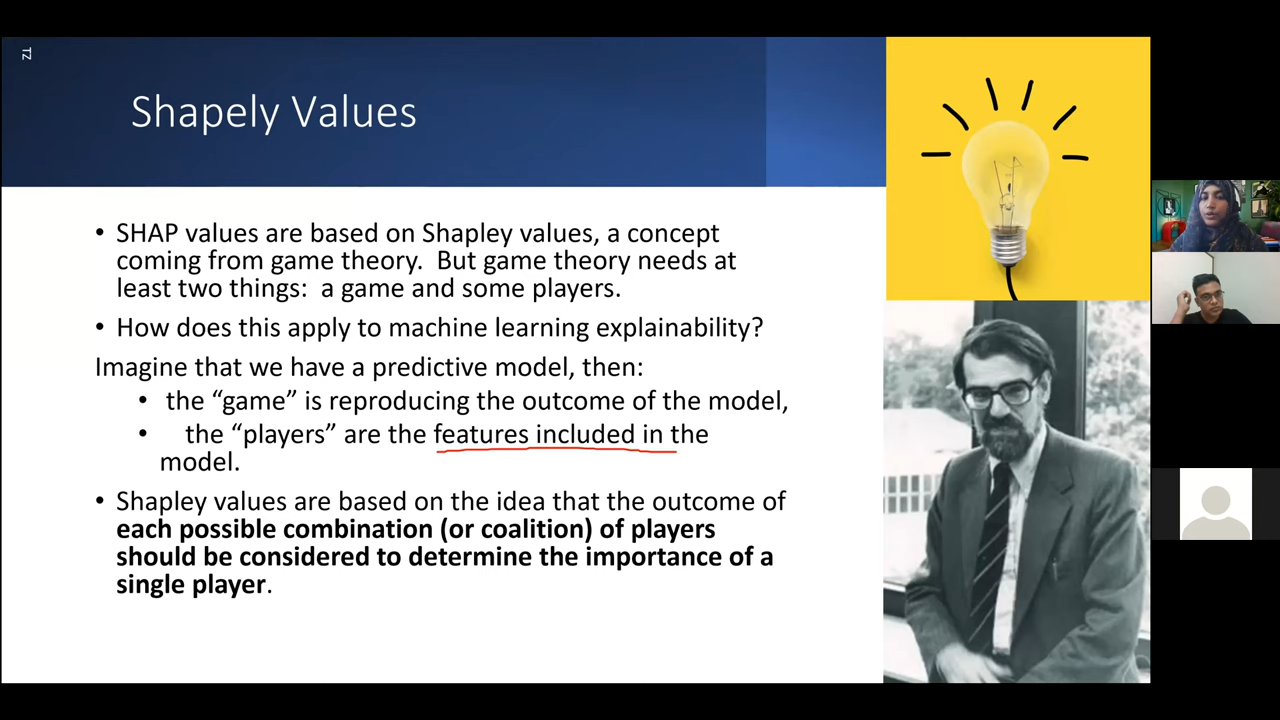 TZ
Shapely Values
• SHAP values are based on Shapley values, a concept
coming from game theory.  But game theory needs at
least two things:  a game and some players.
• How does this apply to machine learning explainability?
Imagine that we have a predictive model, then:
• the “game” is reproducing the outcome of the model,
• the “players” are the features included in the
model.
• Shapley values are based on the idea that the outcome of
each possible combination (or coalition) of players
should be considered to determine the importance of a
single player.